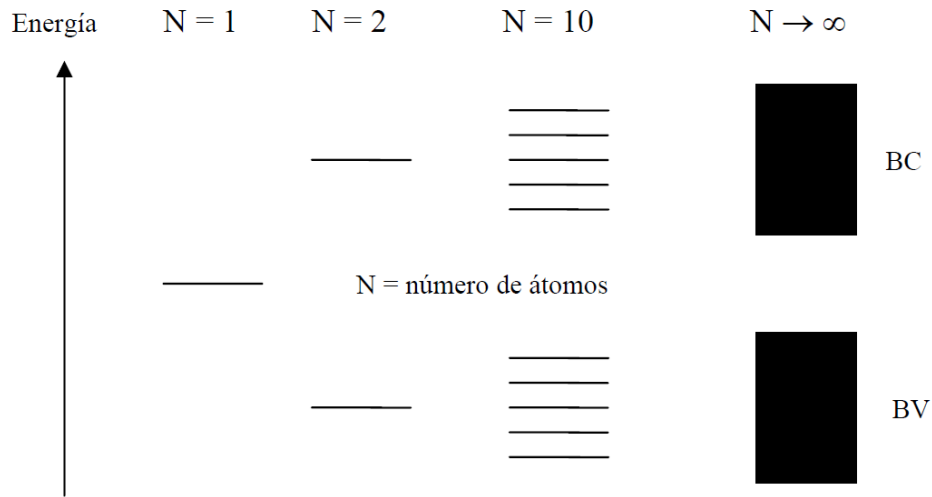 Energía
N = 1
N = 2
N = 10
N → ∞
BC
N = número de átomos
BV